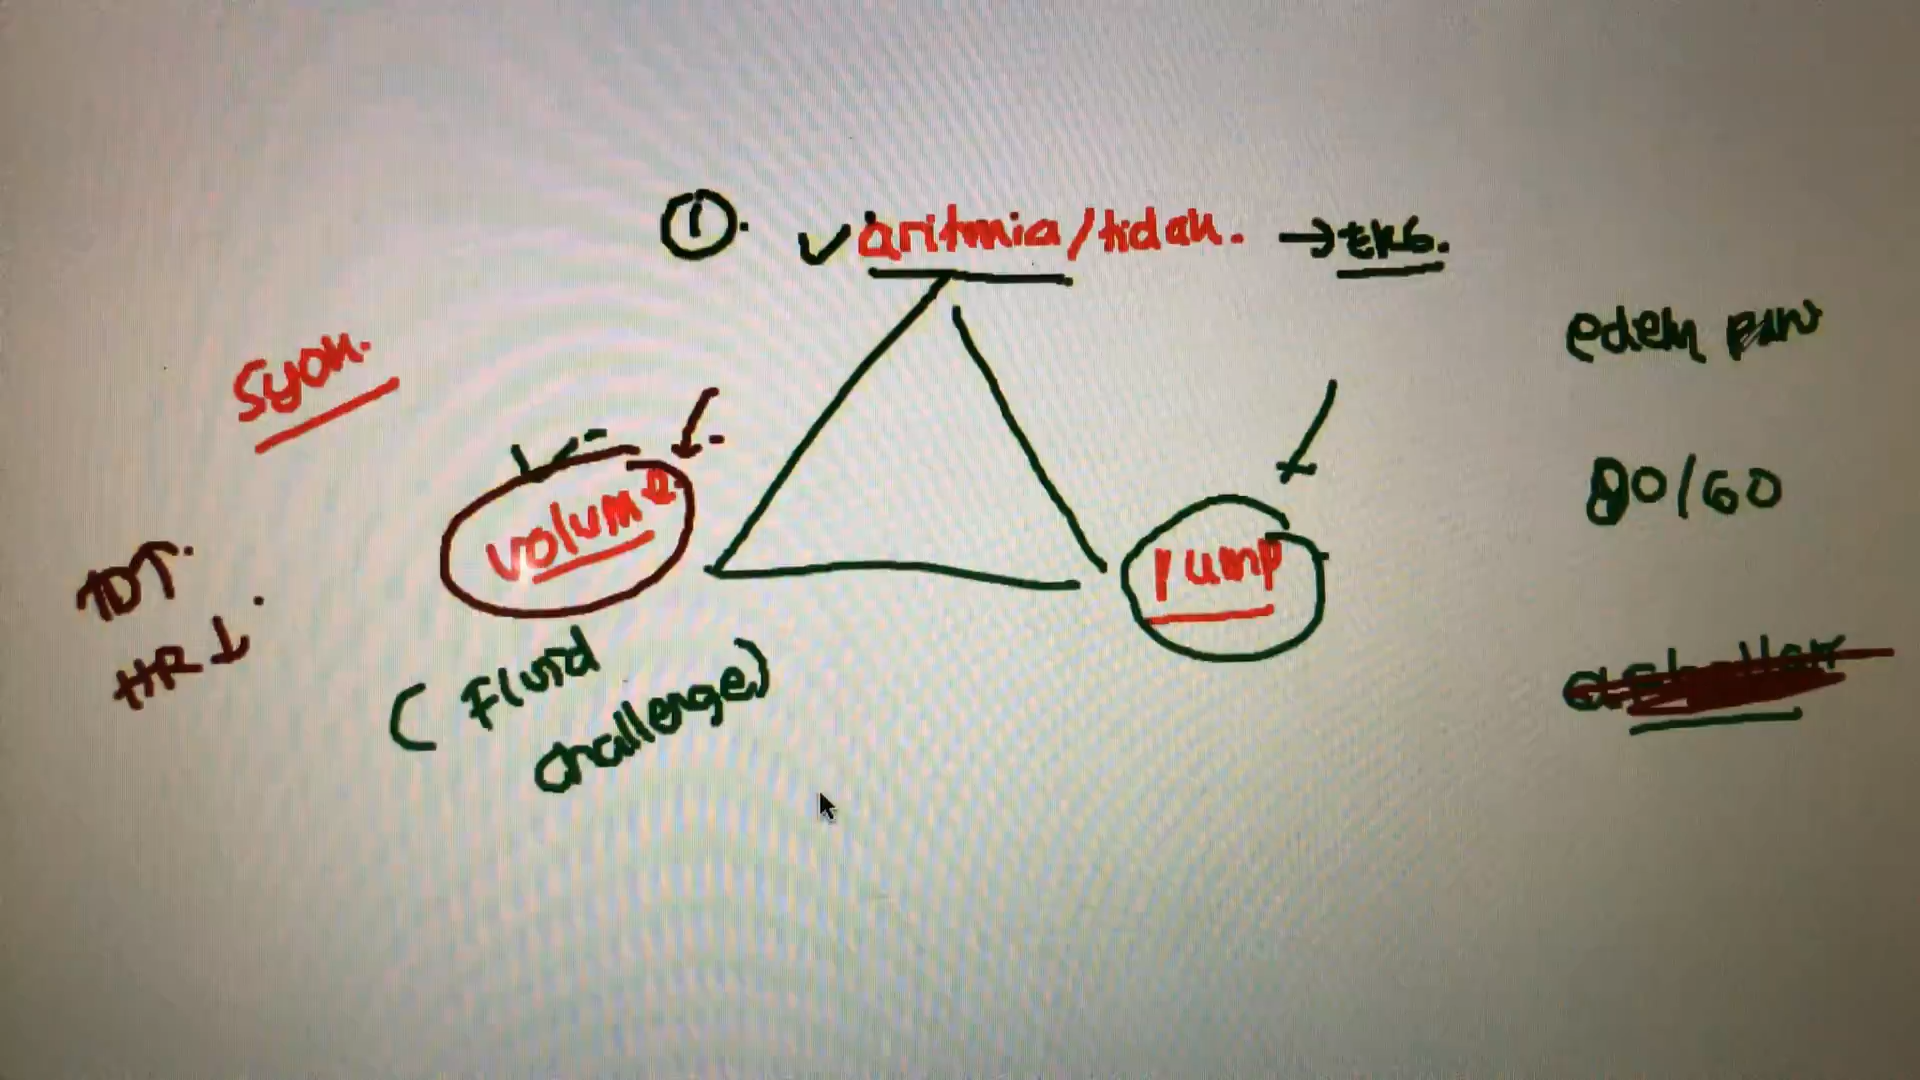 ①. ✓ aritmia/tidak. → EKG.
Syok.
edem paru
volume
80/60
pump
TD↑.
HR↓.
(Fluid
challenge)